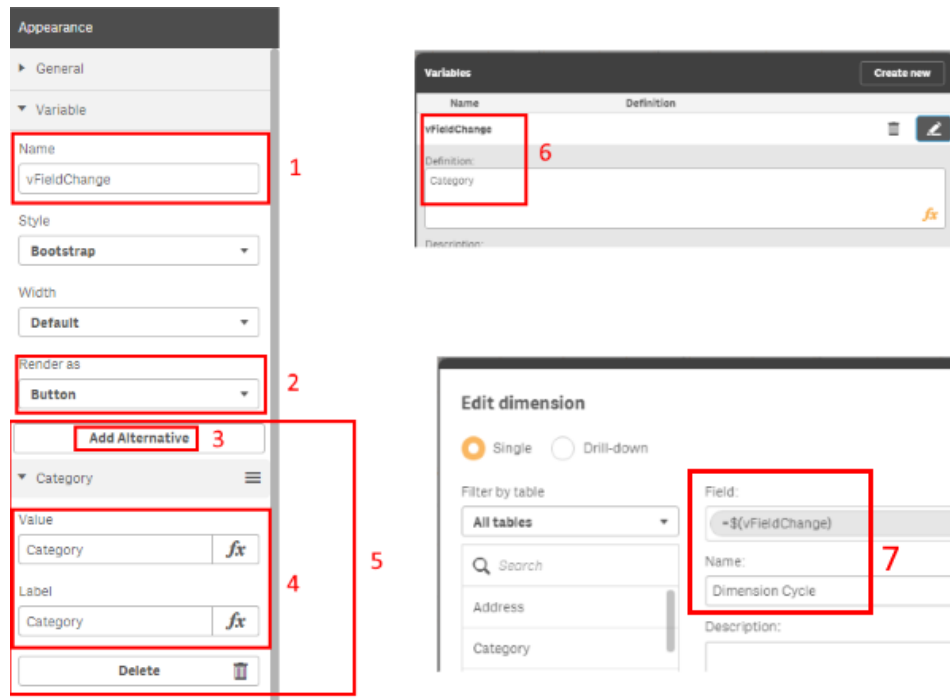 Appearance
General
Variable
Name
vFieldChange
1
Style
Bootstrap
Width
Default
Render as
Button
2
Add Alternative
3
Category
Value
Category
fx
4
Label
Category
fx
Delete
5
Variables
Create new
Name Definition
vFieldChange
6
Definition:
Category
fx
Description:
Edit dimension
Single Drill-down
Filter by table
All tables
Search
Address
Category
Field:
=$(vFieldChange)
Name:
Dimension Cycle
7
Description: